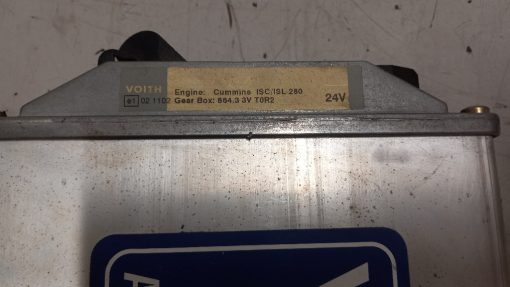 VOITH Engine: Cummins ISC/ISL 280
e1 02 1102 Gear Box: 864.3 3V T0R2 24V